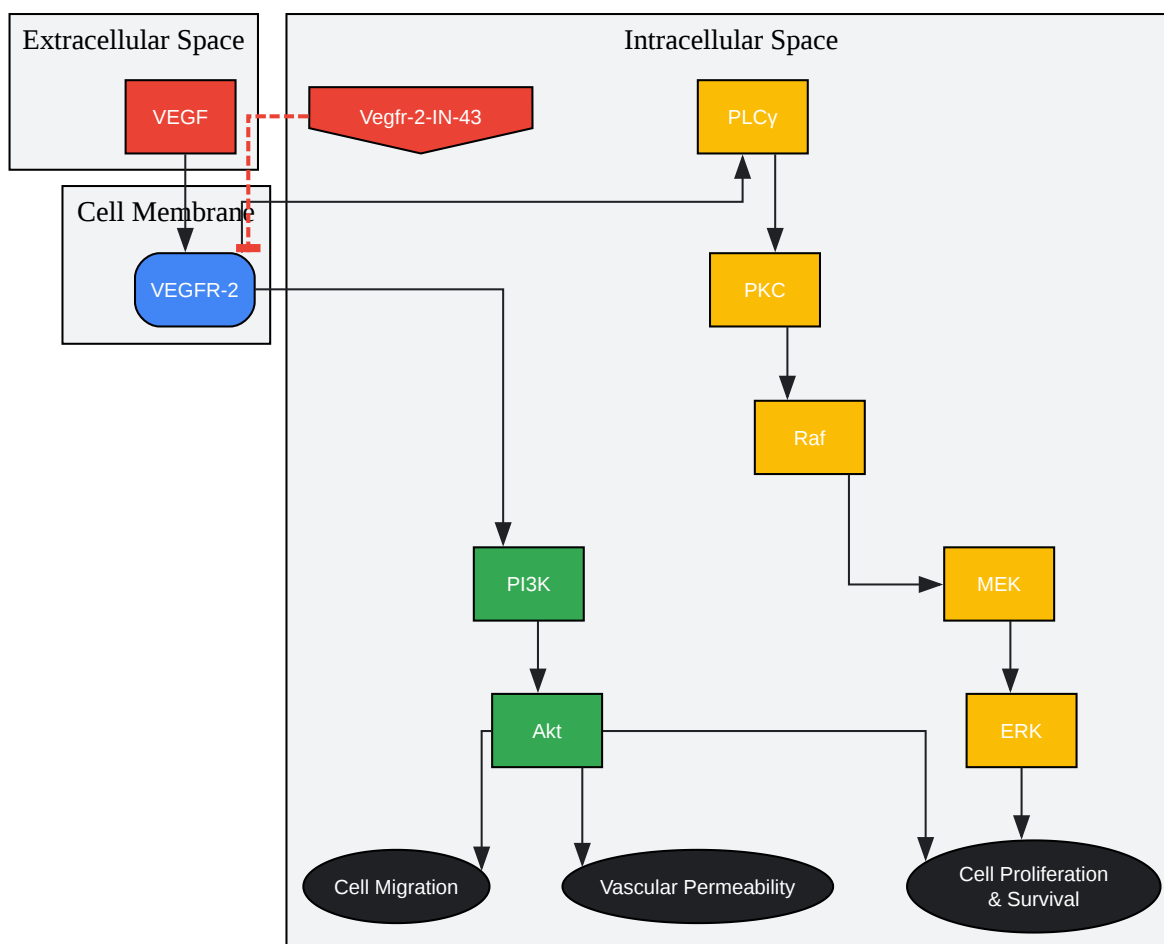 Extracellular Space
Intracellular Space
VEGF
Vegfr-2-IN-43
PLCγ
Cell Membrane
VEGFR-2
PKC
Raf
PI3K
MEK
Akt
ERK
Cell Migration
Vascular Permeability
Cell Proliferation
& Survival